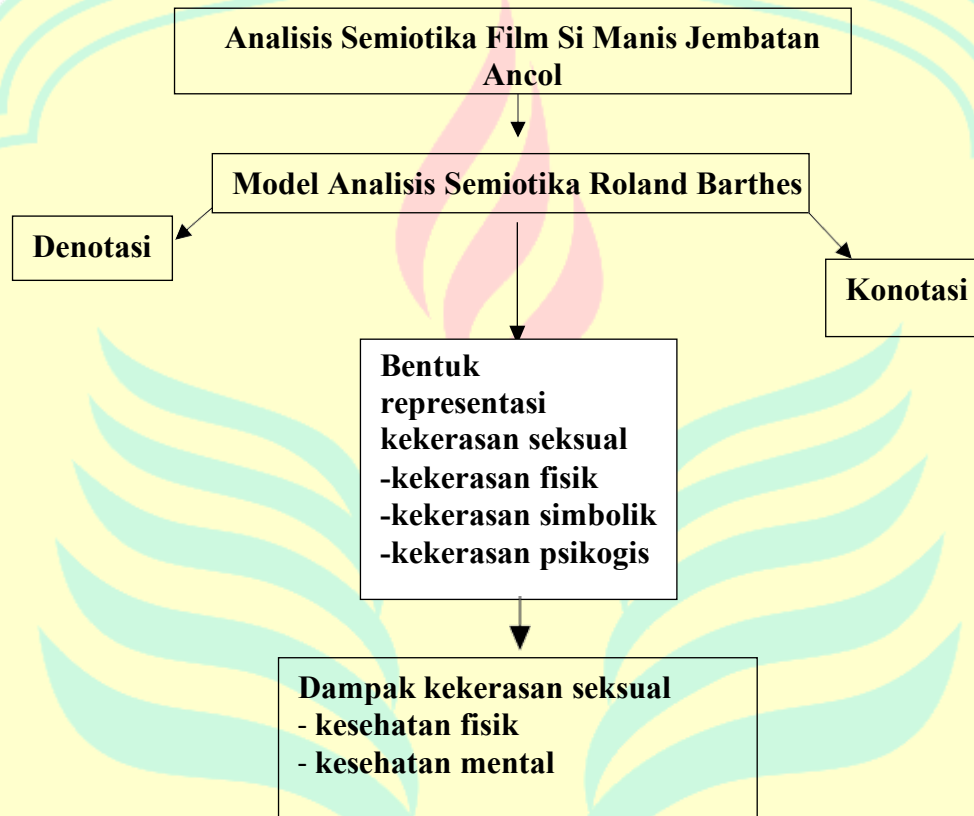 Analisis Semiotika Film Si Manis Jembatan
Ancol
Model Analisis Semiotika Roland Barthes
Denotasi
Konotasi
Bentuk
representasi
kekerasan seksual
-kekerasan fisik
-kekerasan simbolik
-kekerasan psikogis
Dampak kekerasan seksual
- kesehatan fisik
- kesehatan mental